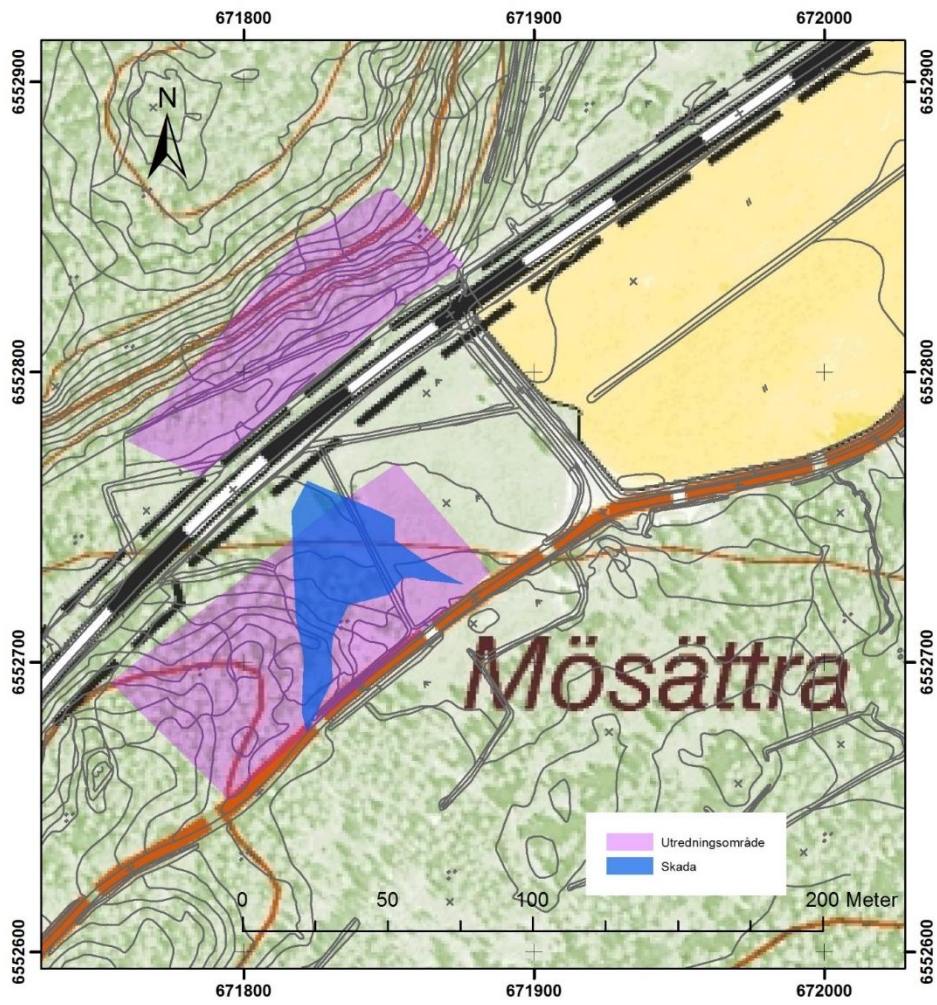 671800 671900 672000
6552900 6552900
N
6552800 6552800
6552700 6552700
Mösättra
Utredningsområde
Skada
0 50 100 200 Meter
6552600 6552600
671800 671900 672000